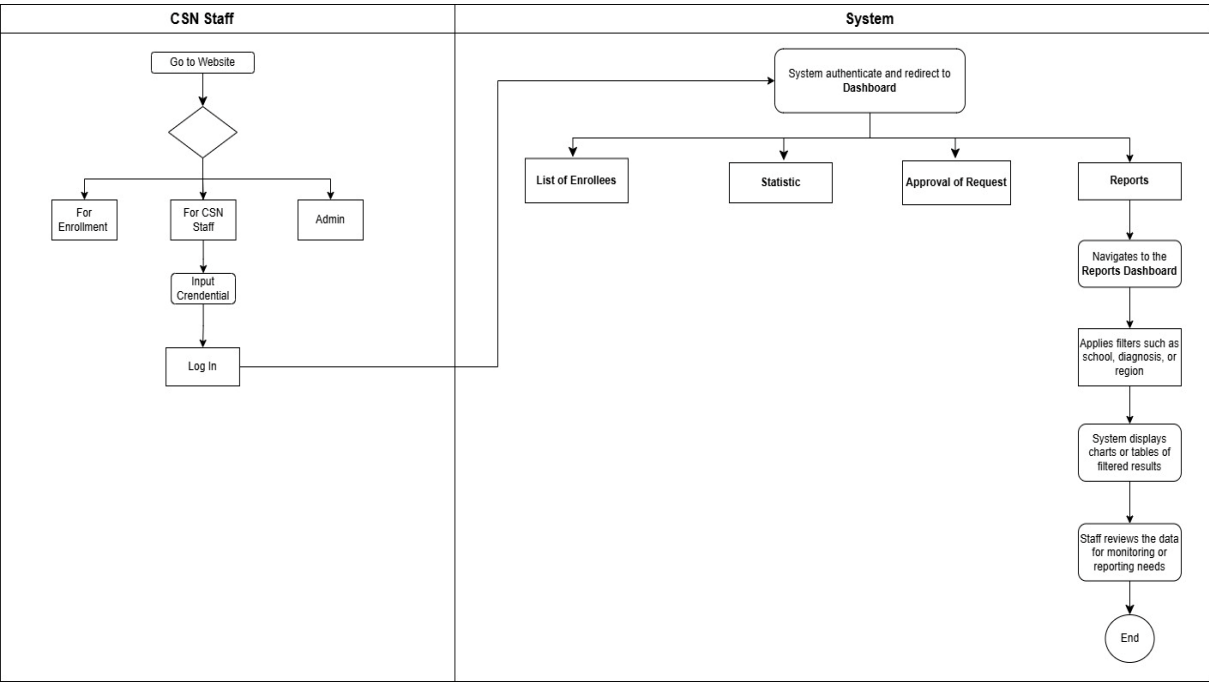 CSN Staff
System
Go to Website
For
Enrollment
For CSN
Staff
Admin
Input
Crendential
Log In
System authenticate and redirect to
Dashboard
List of Enrollees
Statistic
Approval of Request
Reports
Navigates to the
Reports Dashboard
Applies filters such as
school, diagnosis, or
region
System displays
charts or tables of
filtered results
Staff reviews the data
for monitoring or
reporting needs
End